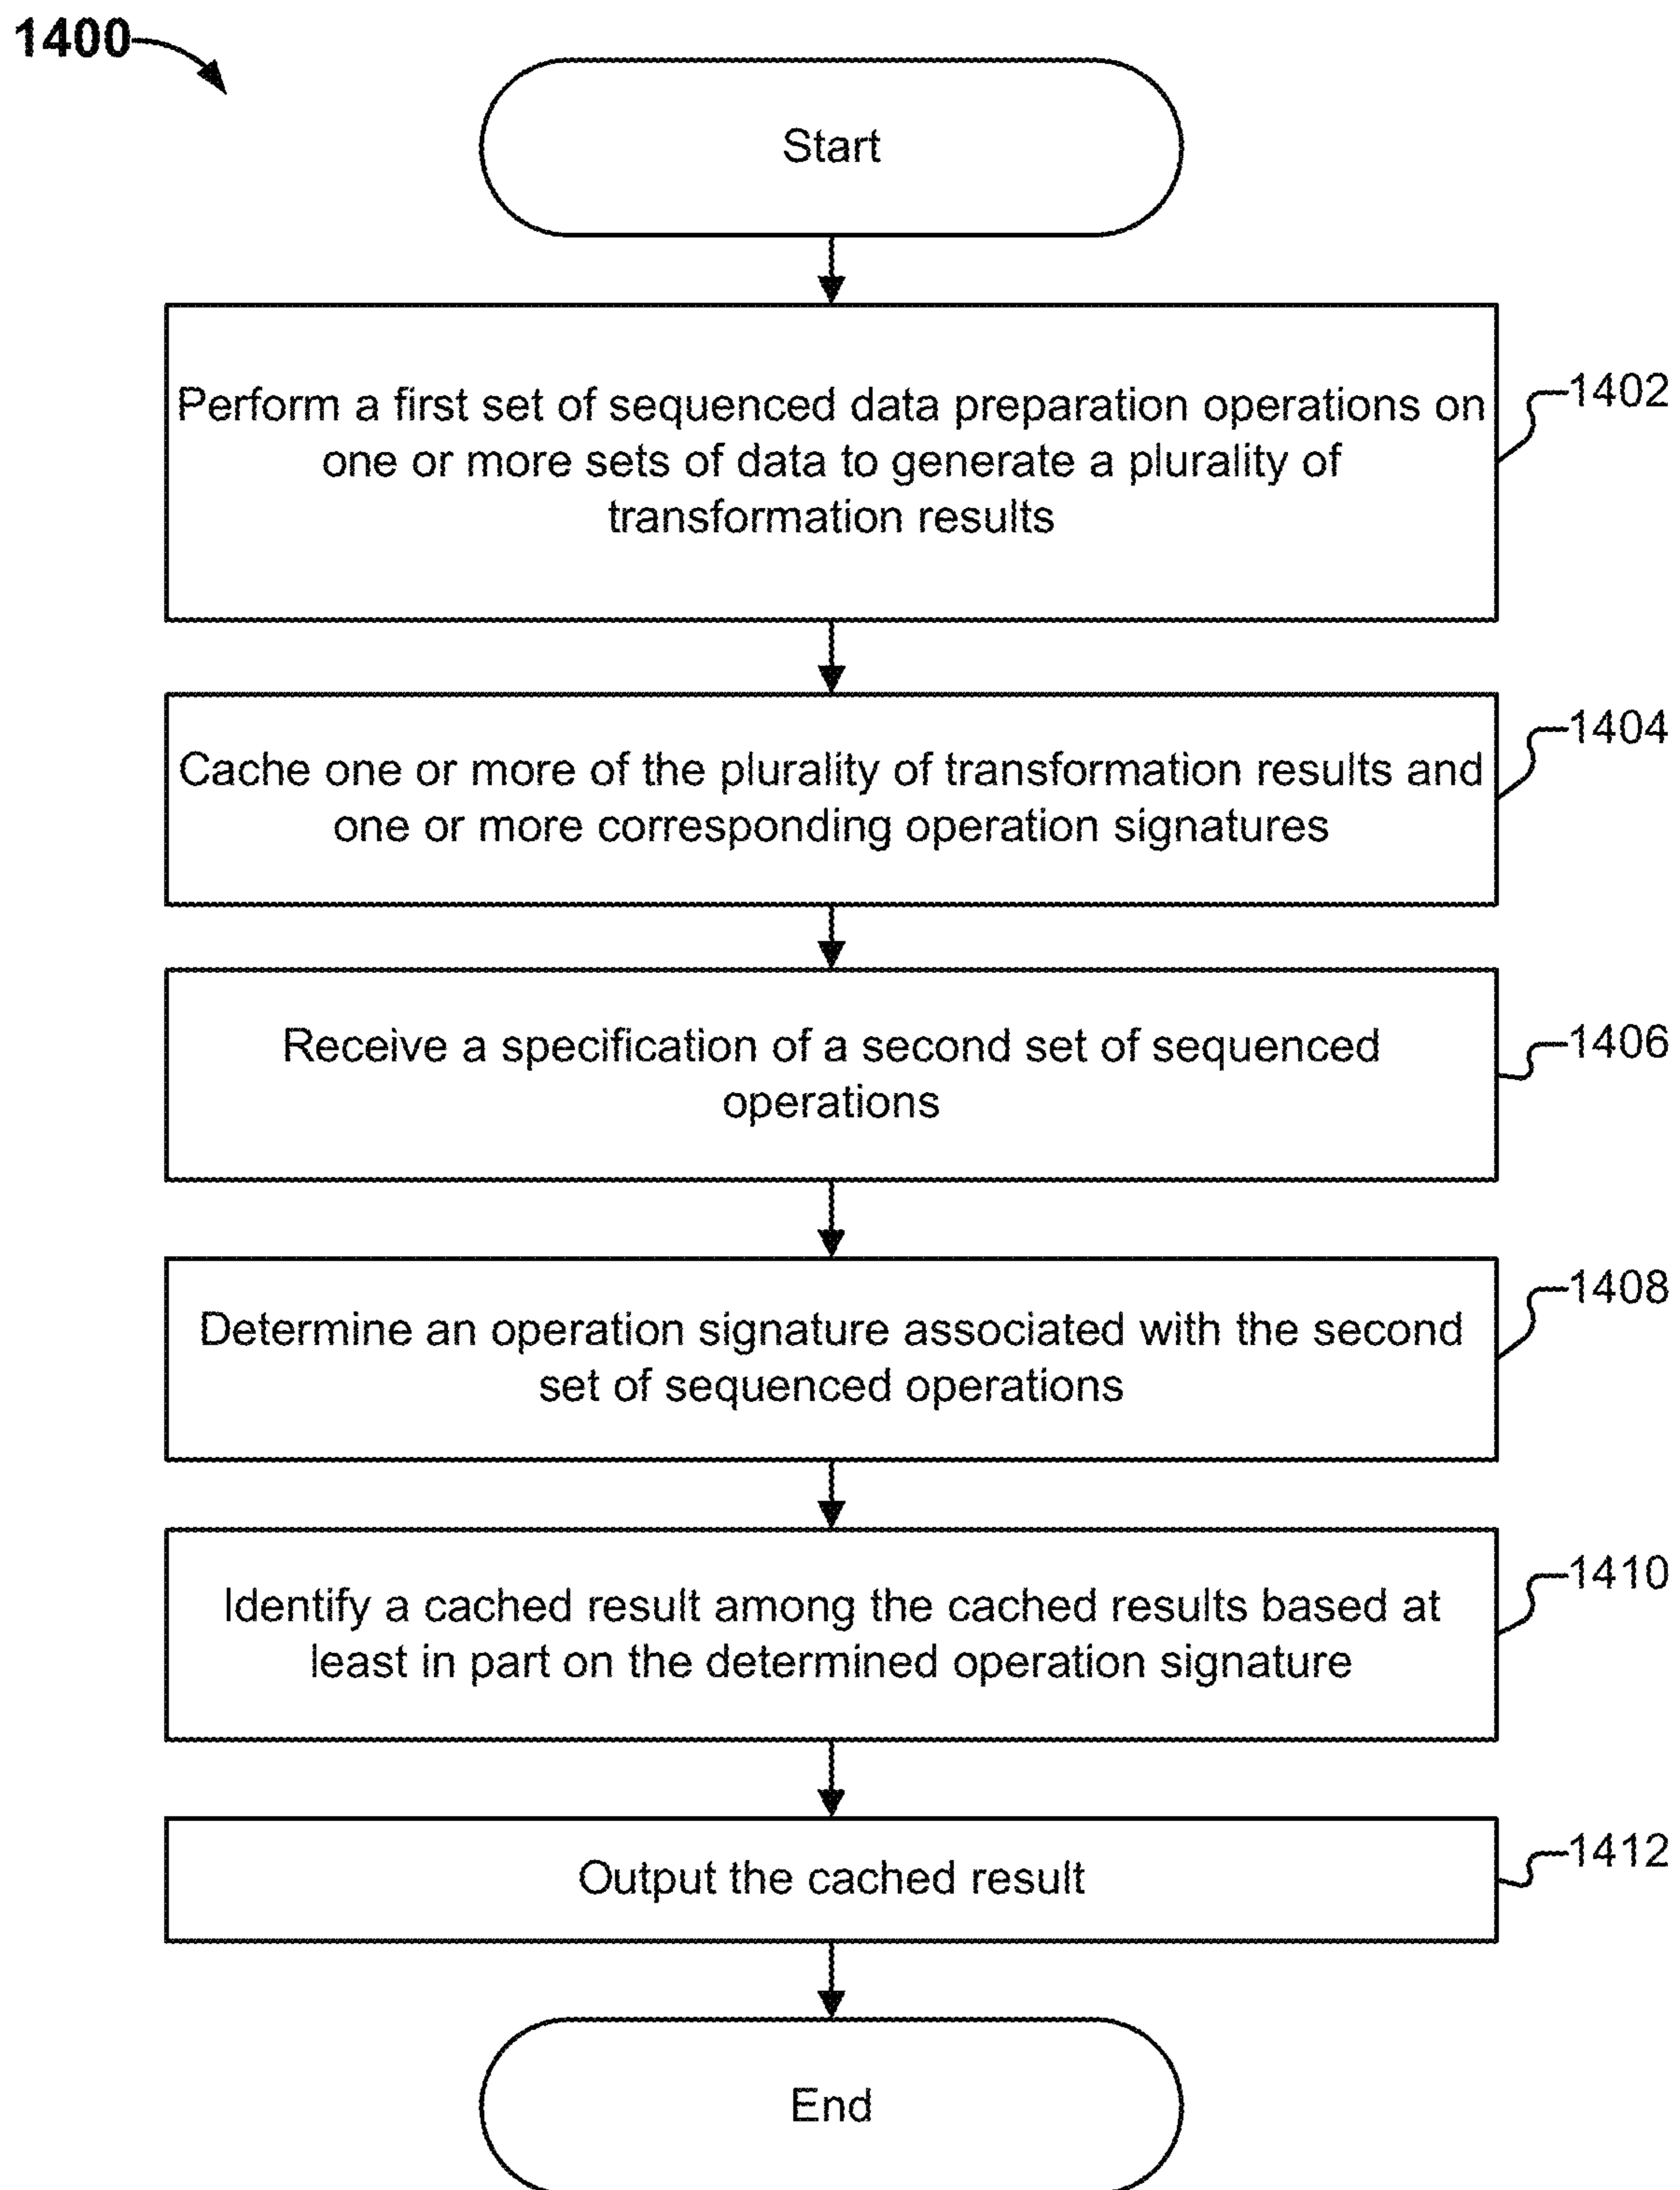 1400
Start
Perform a first set of sequenced data preparation operations on
one or more sets of data to generate a plurality of
transformation results
1402
Cache one or more of the plurality of transformation results and
one or more corresponding operation signatures
1404
Receive a specification of a second set of sequenced
operations
1406
Determine an operation signature associated with the second
set of sequenced operations
1408
Identify a cached result among the cached results based at
least in part on the determined operation signature
1410
Output the cached result
1412
End